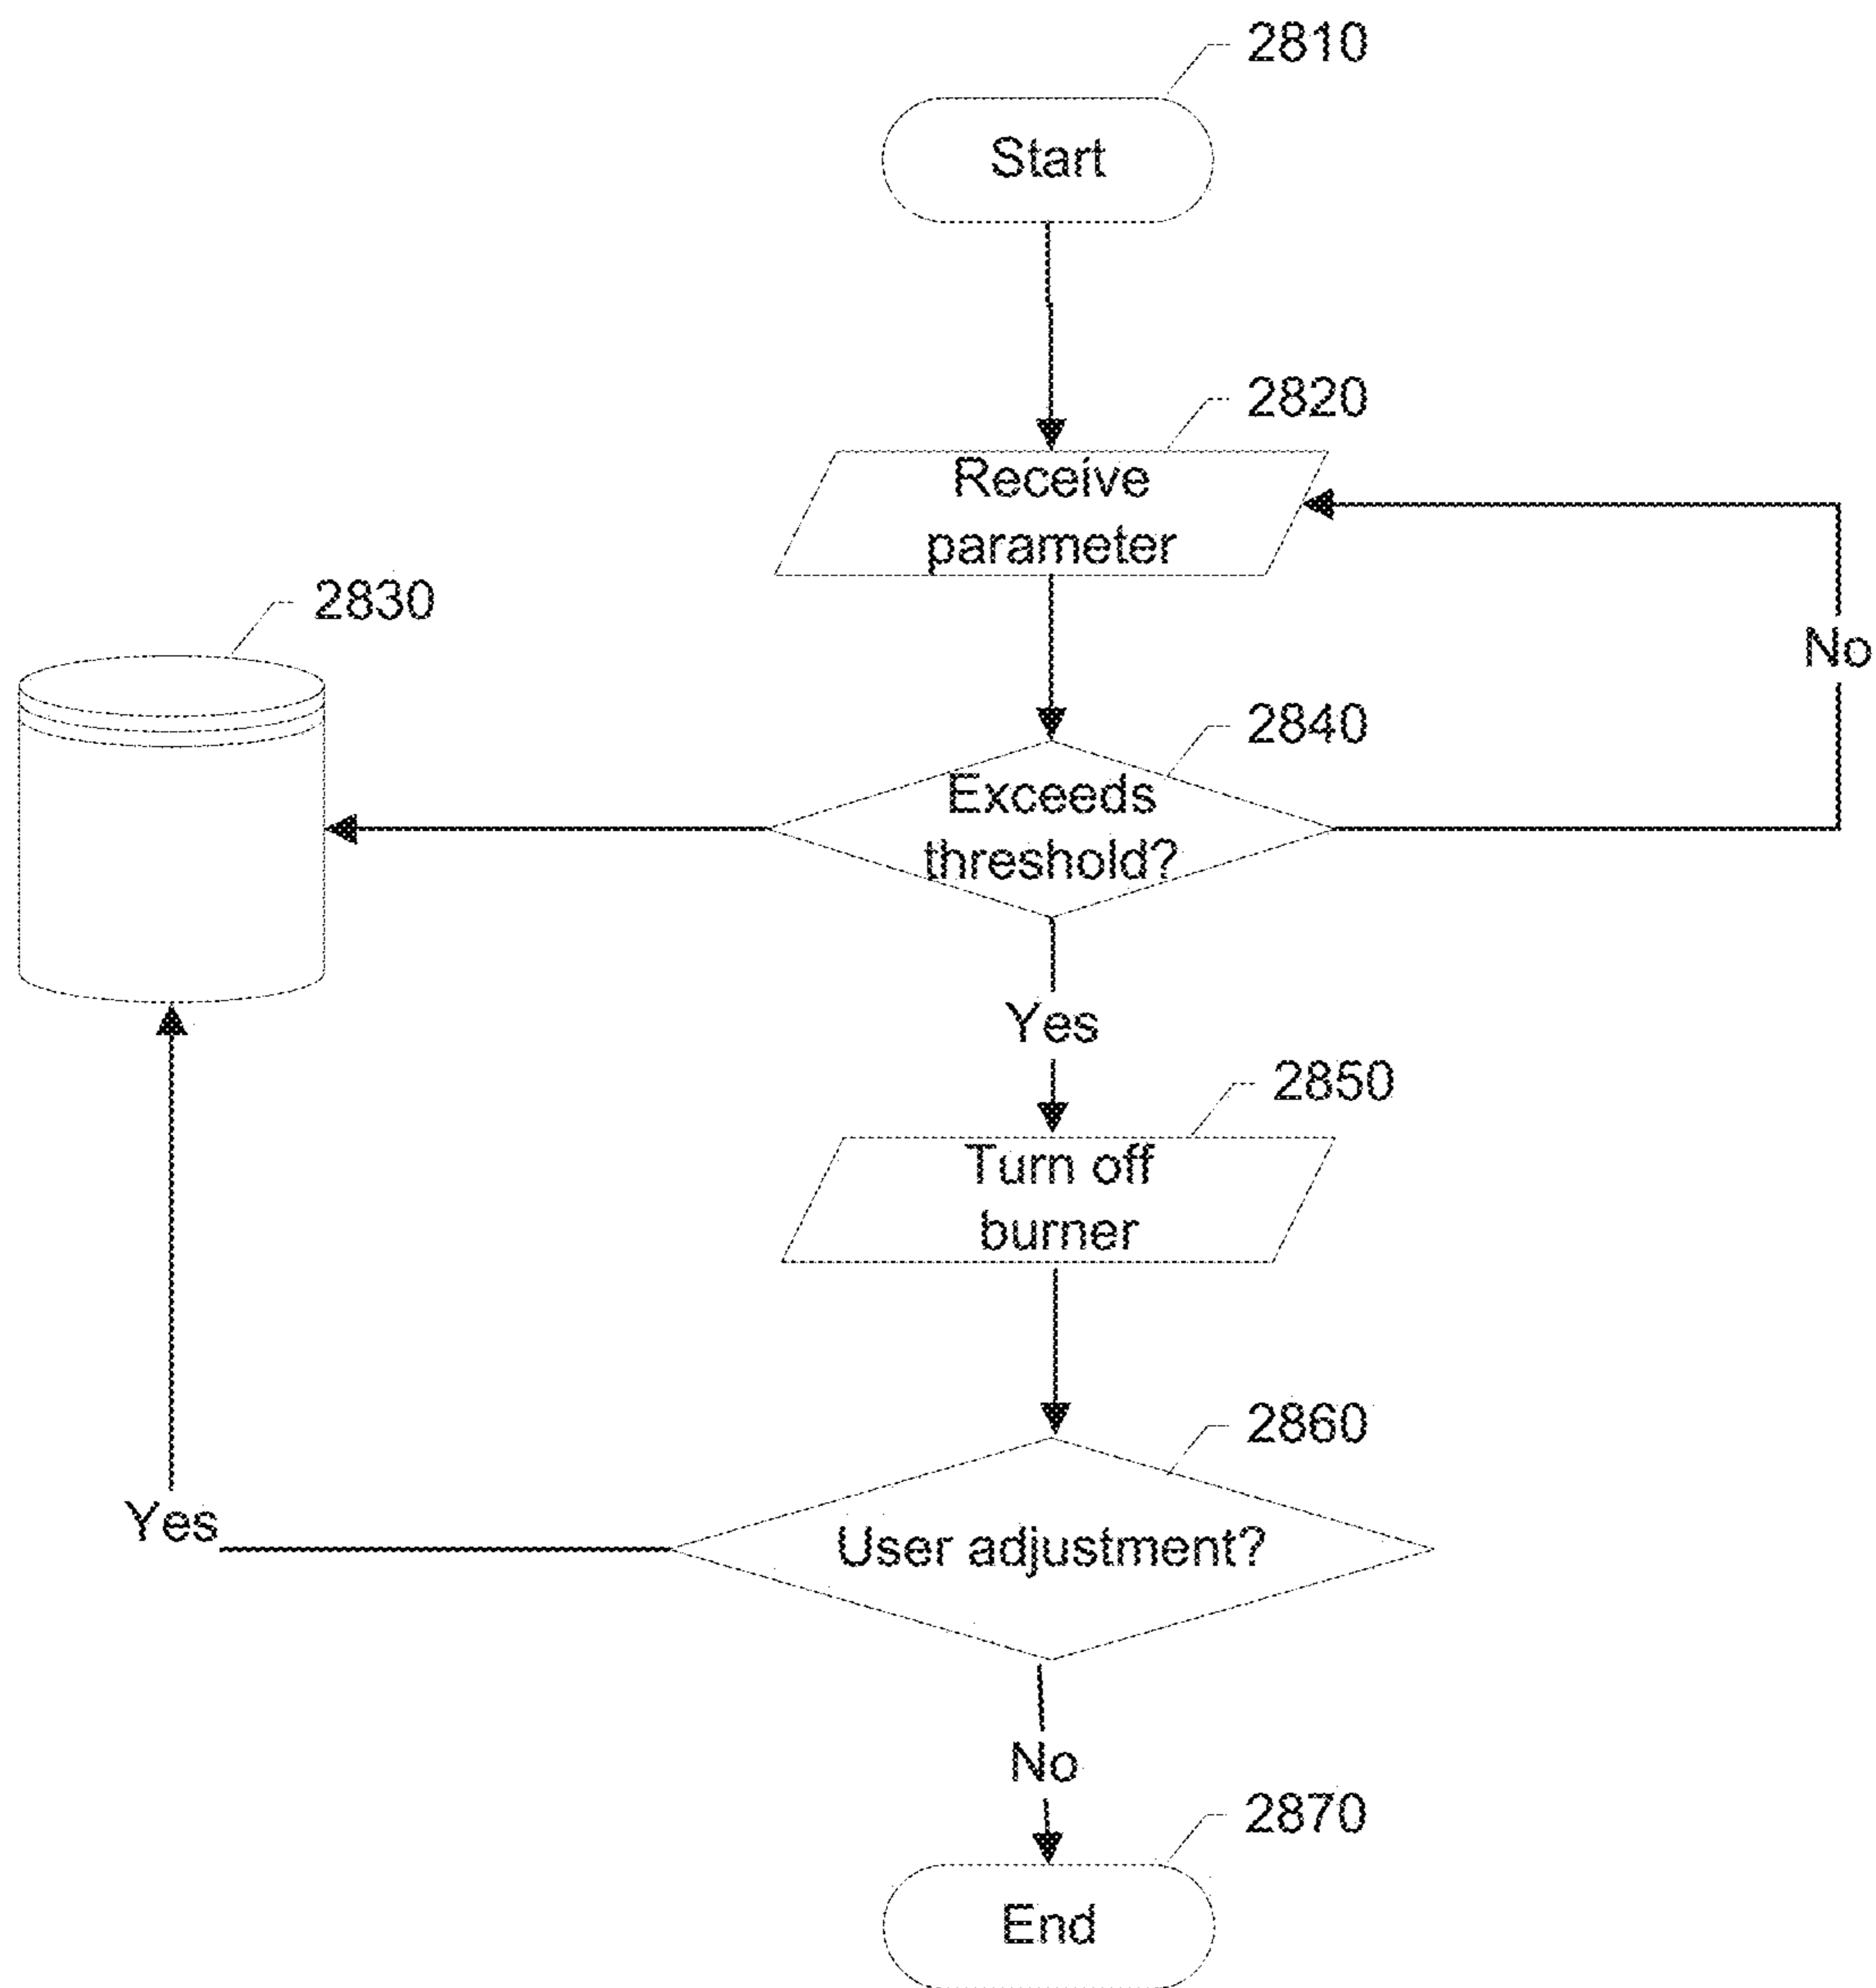 2810
Start
2820
Receive
parameter
2830
No
2840
Exceeds
threshold?
Yes
2850
Turn off
burner
2860
Yes
User adjustment?
No
2870
End